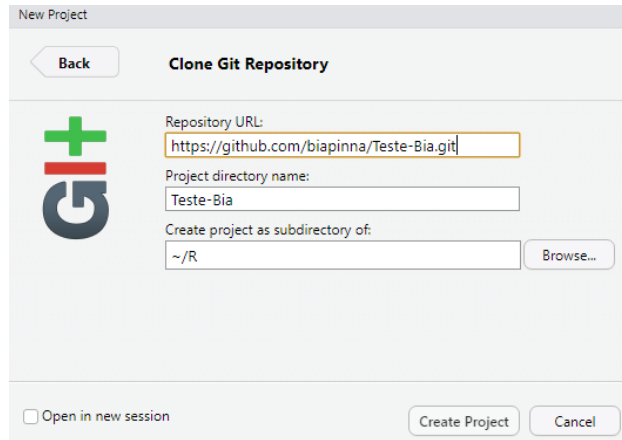 New Project
Back
Clone Git Repository
GIt
Repository URL:
https://github.com/biapinna/Teste-Bia.git
Project directory name:
Teste-Bia
Create project as subdirectory of:
~/R
Browse...
Open in new session
Create Project
Cancel